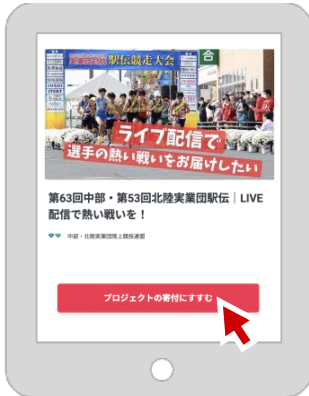 駅伝競走大会
合
ライブ配信で
選手の熱い戦いをお届けしたい
第63回中部・第53回北陸実業団駅伝｜LIVE
配信で熱い戦いを！
中部・北陸実業団陸上競技連盟
プロジェクトの寄付にすすむ